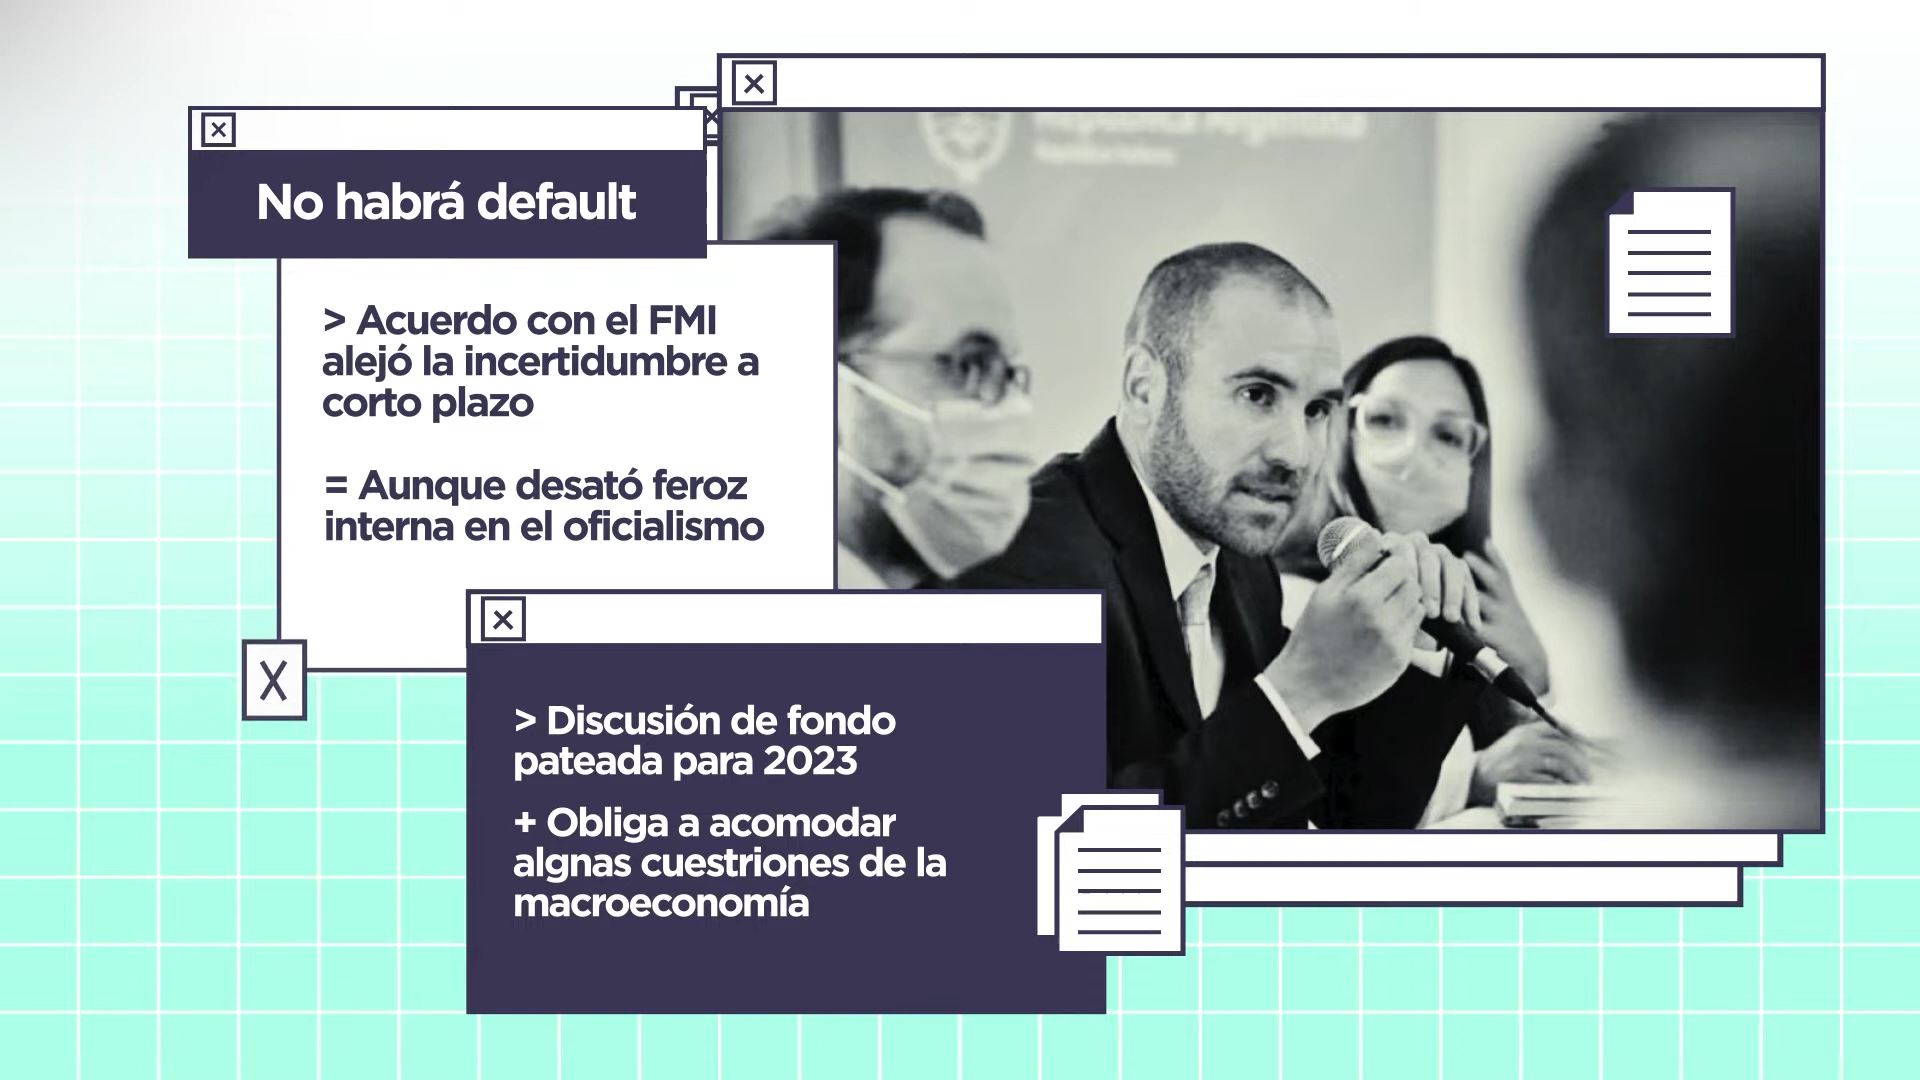 No habrá default
> Acuerdo con el FMI
alejó la incertidumbre a
corto plazo
= Aunque desató feroz
interna en el oficialismo
> Discusión de fondo
pateada para 2023
+ Obliga a acomodar
algnas cuestriones de la
macroeconomía